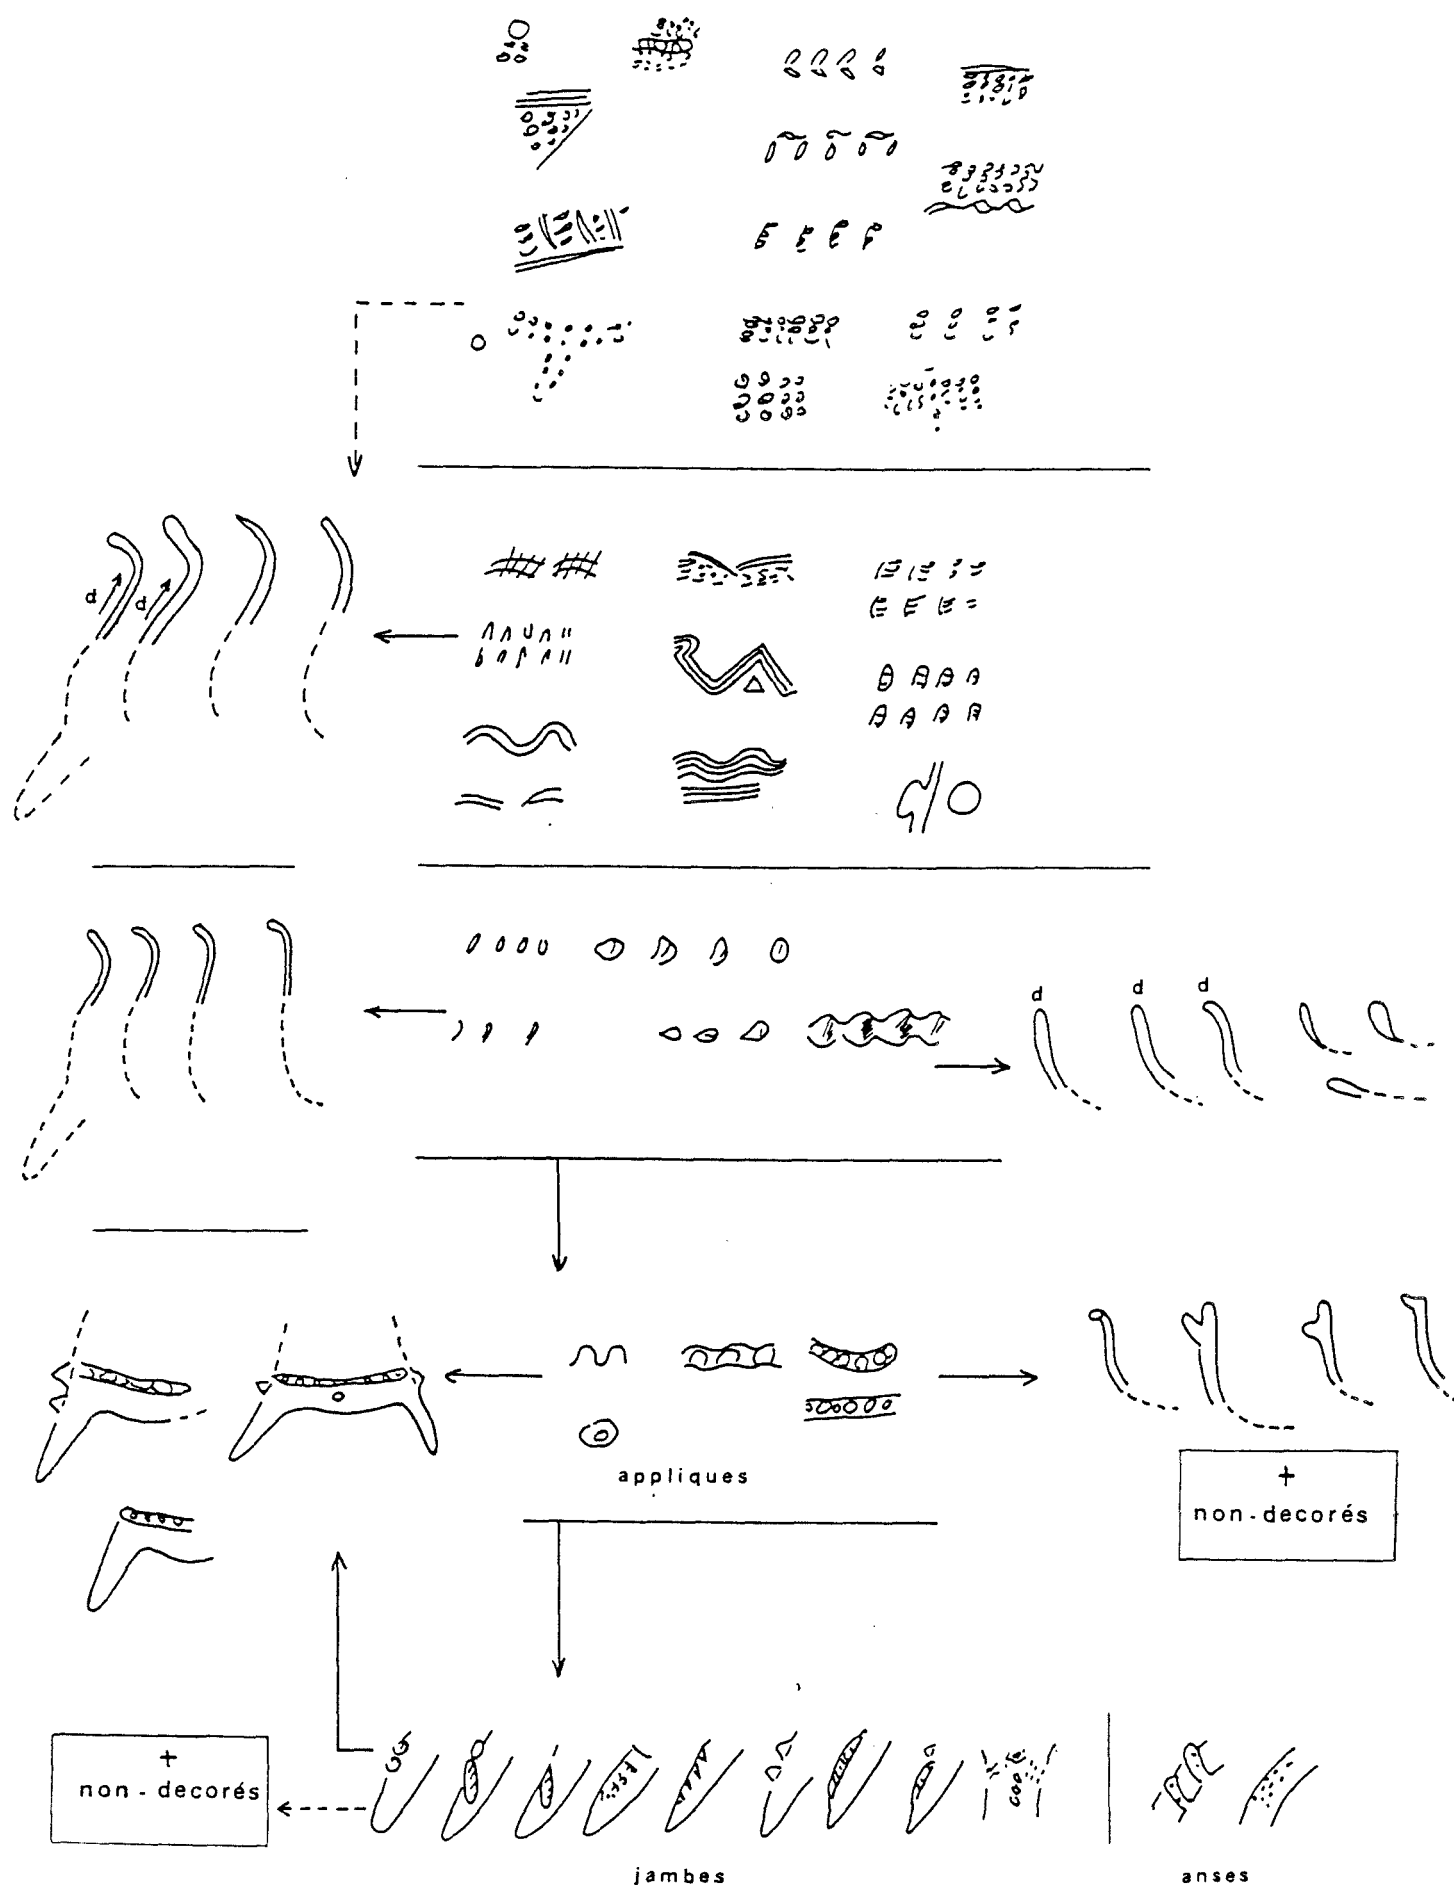 d
d
d
d
d
appliques
+
non-decorés
+
non-decorés
jambes
anses